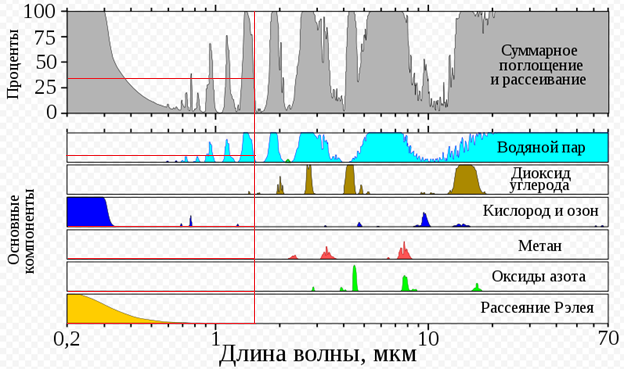 100
75
50
25
0
Проценты
Суммарное
поглощение
и рассеивание
Водяной пар
Диоксид
углерода
Кислород и озон
Метан
Оксиды азота
Рассеяние Рэлея
Основные
компоненты
0,2
1
10
70
Длина волны, мкм